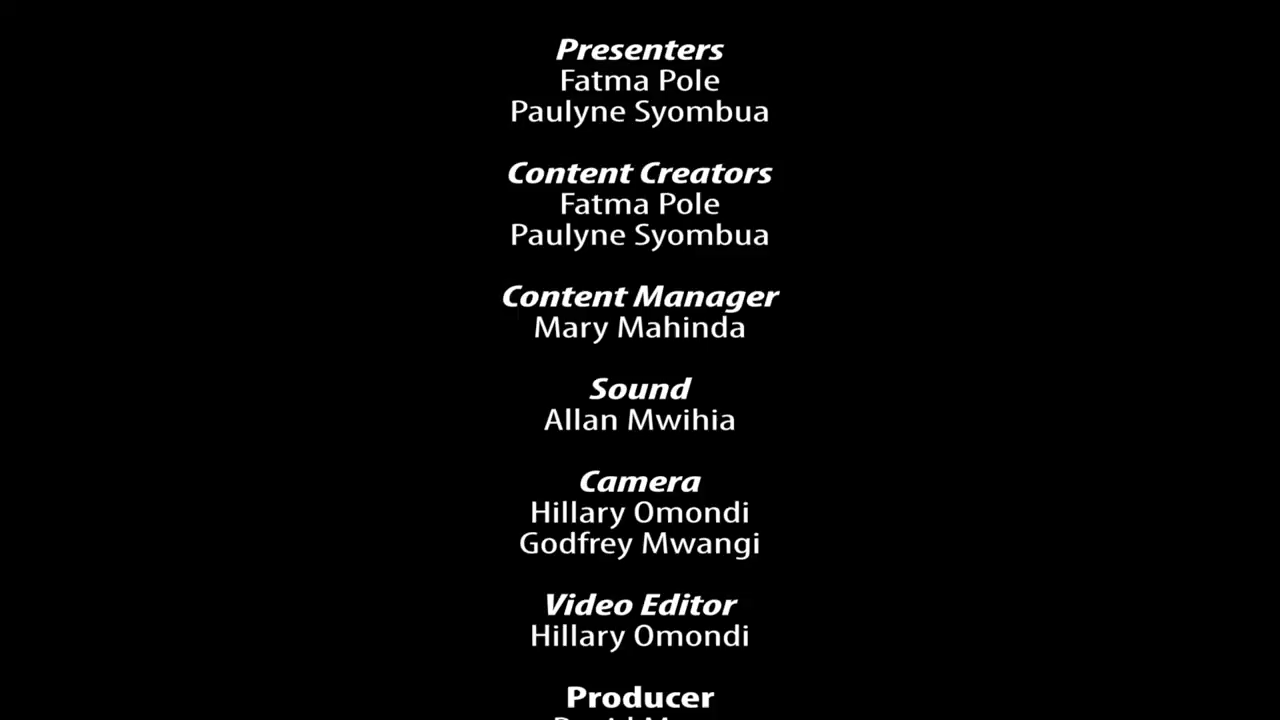 Presenters
Fatma Pole
Paulyne Syombua
Content Creators
Fatma Pole
Paulyne Syombua
Content Manager
Mary Mahinda
Sound
Allan Mwihia
Camera
Hillary Omondi
Godfrey Mwangi
Video Editor
Hillary Omondi
Producer